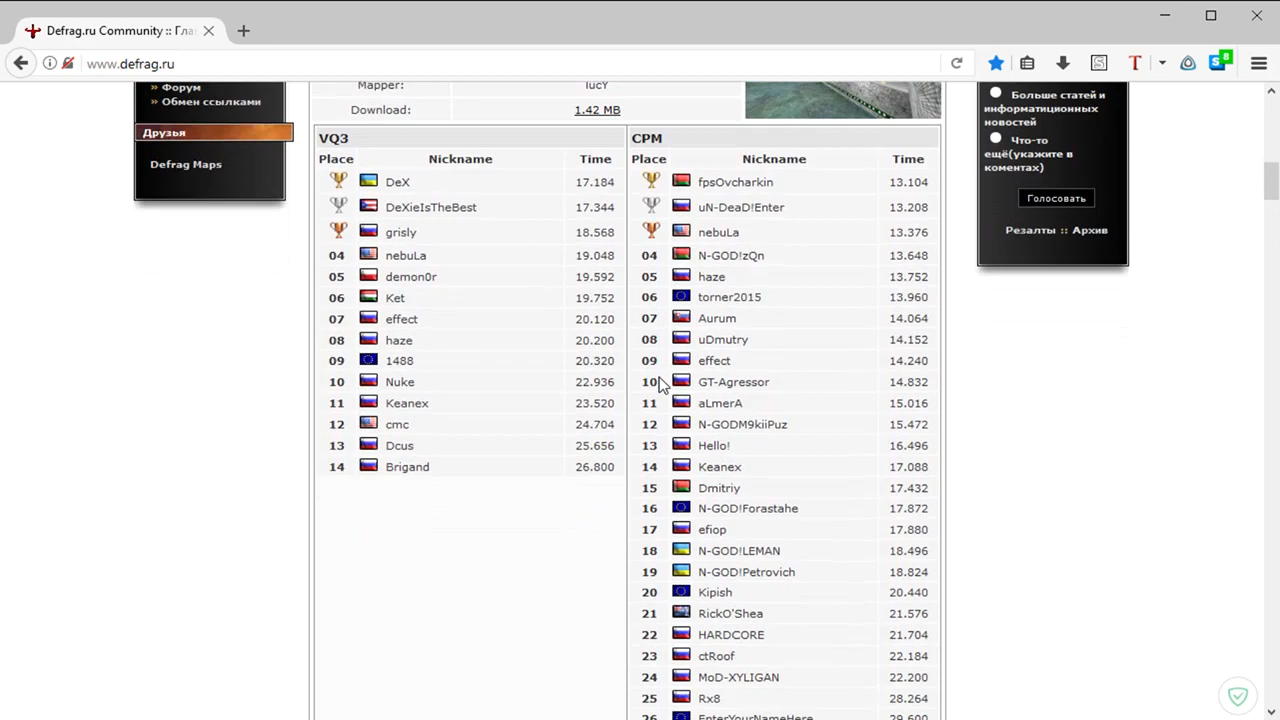 Defrag.ru Community :: Гла
www.defrag.ru
8
» Форум
» Обмен ссылками
Друзья
Defrag Maps
Mapper: lucY
Download: 1.42 MB
VQ3
Place Nickname Time
DeX 17.184
DeXieIsTheBest 17.344
grisly 18.568
04 nebuLa 19.048
05 demon0r 19.592
06 Ket 19.752
07 effect 20.120
08 haze 20.200
09 1488 20.320
10 Nuke 22.936
11 Keanex 23.520
12 cmc 24.704
13 Dcus 25.656
14 Brigand 26.800
CPM
Place Nickname Time
fpsOvcharkin 13.104
uN-DeaD!Enter 13.208
nebuLa 13.376
04 N-GOD!zQn 13.648
05 haze 13.752
06 torner2015 13.960
07 Aurum 14.064
08 uDmutry 14.152
09 effect 14.240
10 GT-Agressor 14.832
11 aLmerA 15.016
12 N-GODM9kiiPuz 15.472
13 Hello! 16.496
14 Keanex 17.088
15 Dmitriy 17.432
16 N-GOD!Forastahe 17.872
17 efiop 17.880
18 N-GOD!LEMAN 18.496
19 N-GOD!Petrovich 18.824
20 Kipish 20.440
21 RickO'Shea 21.576
22 HARDCORE 21.704
23 ctRoof 22.184
24 MoD-XYLIGAN 22.200
25 Rx8 28.264
26 EnterYourNameHere 29.600
Больше статей и
информатиционных
новостей
Что-то
ещё(укажите в
коментах)
Голосовать
Резалты :: Архив